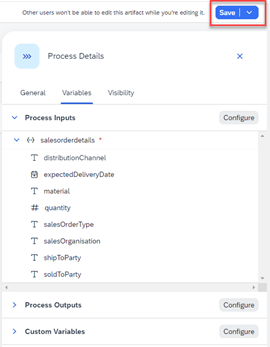 Other users won't be able to edit this artifact while you're editing it.
Save
Process Details
General
Variables
Visibility
Process Inputs
Configure
salesorderdetails *
distributionChannel
expectedDeliveryDate
material
quantity
salesOrderType
salesOrganisation
shipToParty
soldToParty
Process Outputs
Configure
Custom Variables
Configure